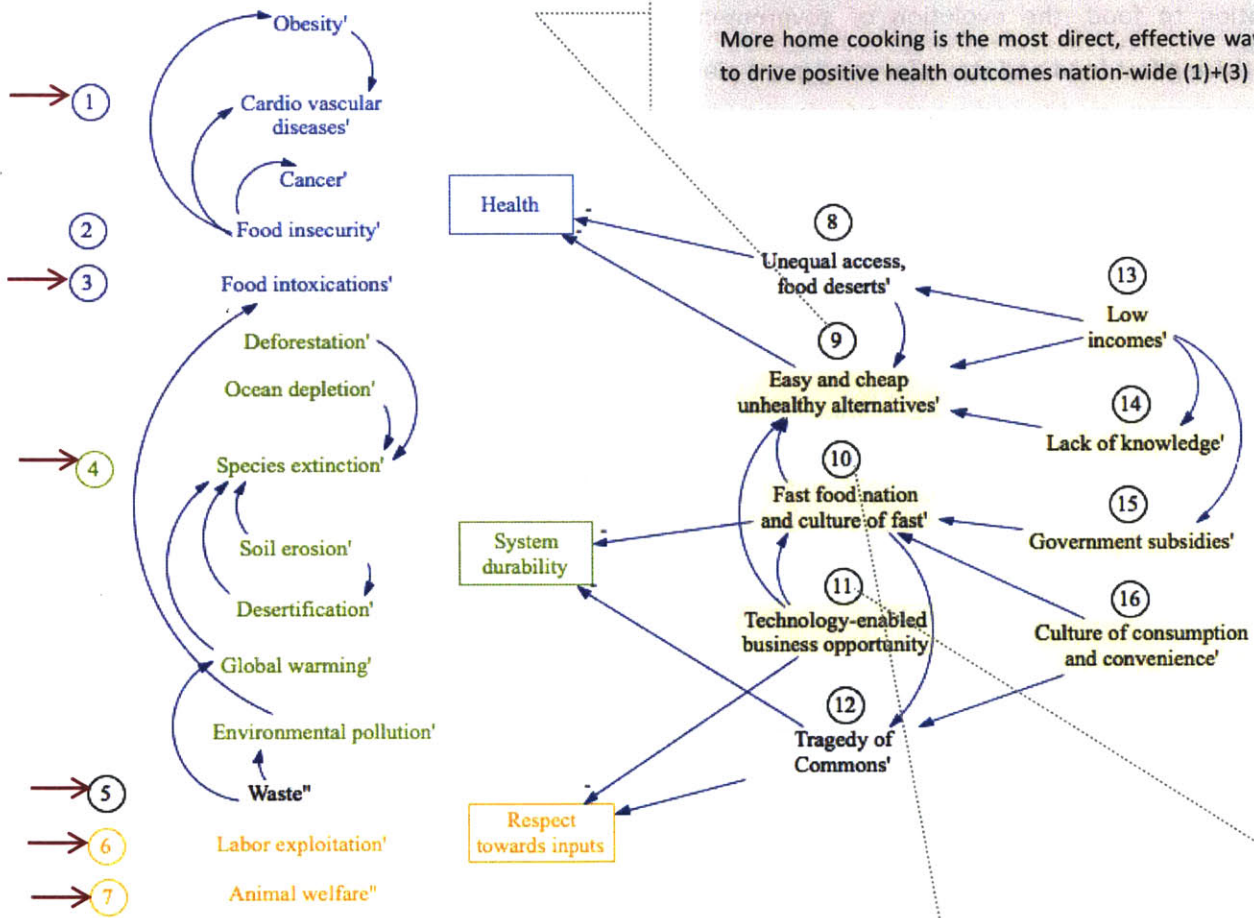 More home cooking is the most direct, effective way
to drive positive health outcomes nation-wide (1)+(3)
Obesity'
1
Cardio vascular
diseases'
Cancer'
2
Food insecurity'
3
Food intoxications'
Deforestation'
Ocean depletion'
4
Species extinction'
Soil erosion'
Desertification'
Global warming'
Environmental pollution'
5
Waste"
6
Labor exploitation'
7
Animal welfare"
Health
-
-
System
durability
-
-
Respect
towards inputs
-
8
Unequal access,
food deserts'
9
Easy and cheap
unhealthy alternatives'
10
Fast food nation
and culture of fast'
11
Technology-enabled
business opportunity
12
Tragedy of
Commons'
13
Low
incomes'
14
Lack of knowledge'
15
Government subsidies'
16
Culture of consumption
and convenience'